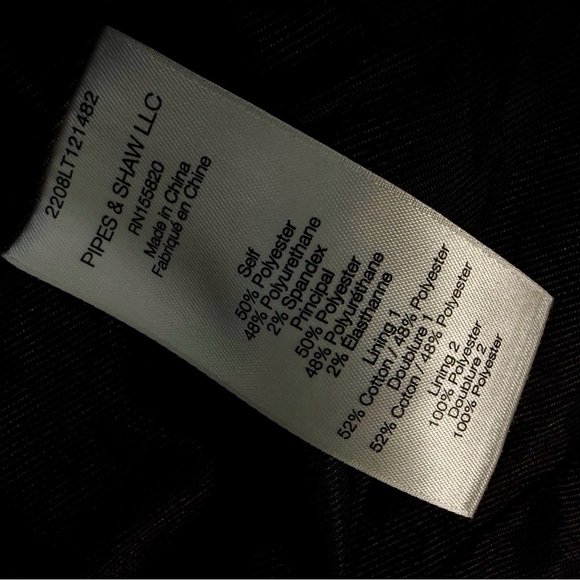 2208LT121482
PIPES & SHAW LLC
RN155820
Made in China
Fabriqué en Chine
Self
50% Polyester
48% Polyurethane
2% Spandex
Principal
50% Polyester
48% Polyuréthane
2% Élasthanne
Lining 1
52% Cotton / 48% Polyester
Doublure 1
52% Coton / 48% Polyester
Lining 2
100% Polyester
Doublure 2
100% Polyester